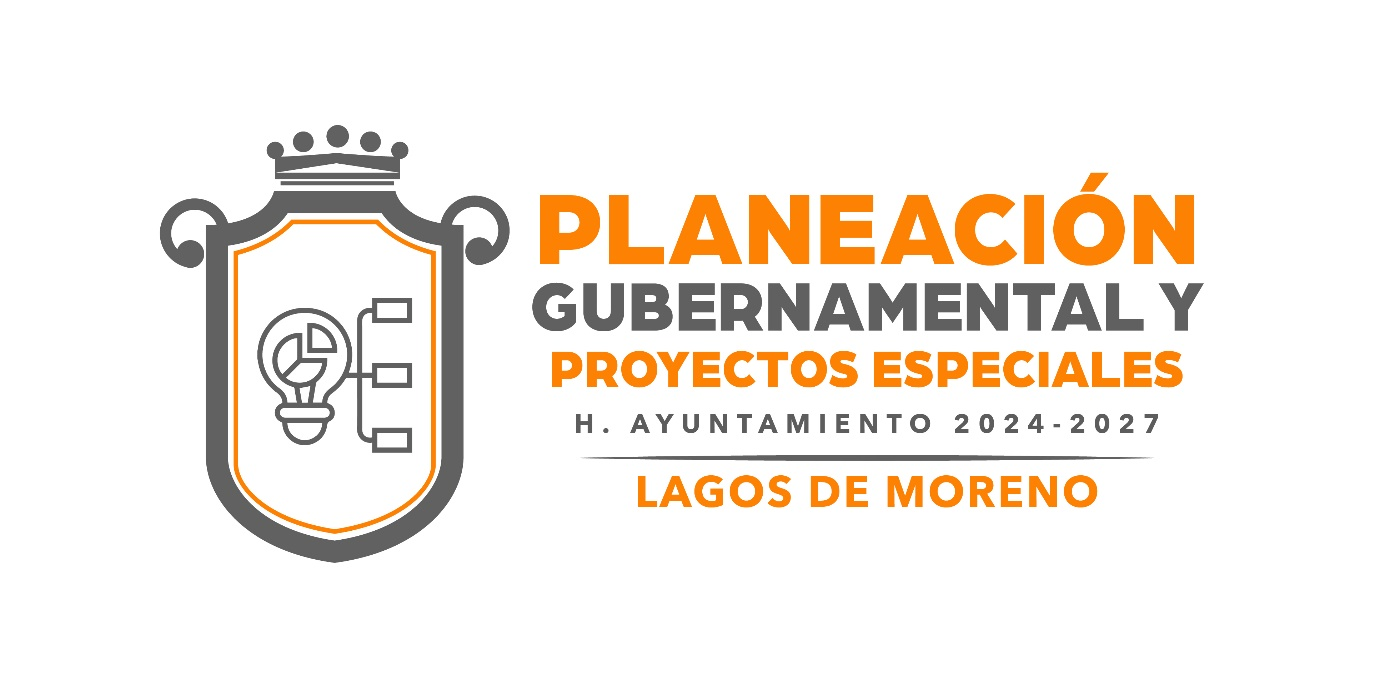 PLANEACIÓN
GUBERNAMENTAL Y
PROYECTOS ESPECIALES
H. AYUNTAMIENTO 2024-2027
LAGOS DE MORENO